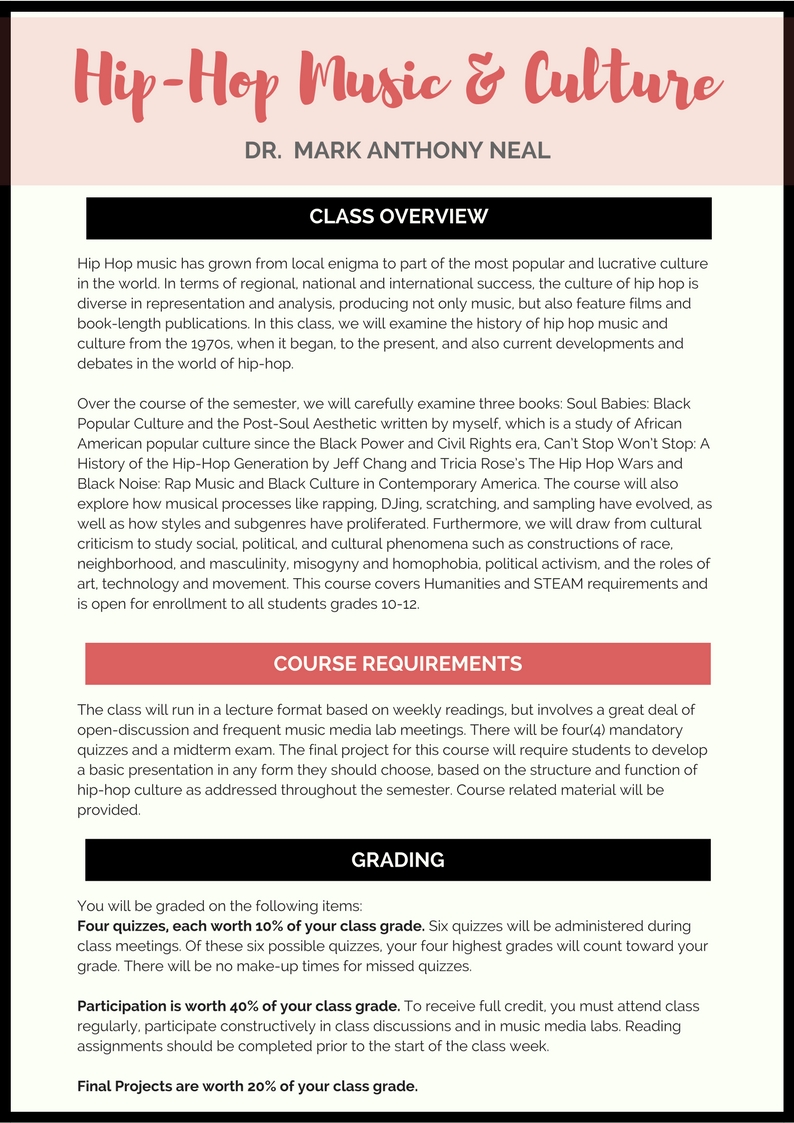 Hip-Hop Music & Culture
DR. MARK ANTHONY NEAL
CLASS OVERVIEW
Hip Hop music has grown from local enigma to part of the most popular and lucrative culture
in the world. In terms of regional, national and international success, the culture of hip hop is
diverse in representation and analysis, producing not only music, but also feature films and
book-length publications. In this class, we will examine the history of hip hop music and
culture from the 1970s, when it began, to the present, and also current developments and
debates in the world of hip-hop.
Over the course of the semester, we will carefully examine three books: Soul Babies: Black
Popular Culture and the Post-Soul Aesthetic written by myself, which is a study of African
American popular culture since the Black Power and Civil Rights era, Can't Stop Won't Stop: A
History of the Hip-Hop Generation by Jeff Chang and Tricia Rose's The Hip Hop Wars and
Black Noise: Rap Music and Black Culture in Contemporary America. The course will also
explore how musical processes like rapping, DJing, scratching, and sampling have evolved, as
well as how styles and subgenres have proliferated. Furthermore, we will draw from cultural
criticism to study social, political, and cultural phenomena such as constructions of race,
neighborhood, and masculinity, misogyny and homophobia, political activism, and the roles of
art, technology and movement. This course covers Humanities and STEAM requirements and
is open for enrollment to all students grades 10-12.
COURSE REQUIREMENTS
The class will run in a lecture format based on weekly readings, but involves a great deal of
open-discussion and frequent music media lab meetings. There will be four(4) mandatory
quizzes and a midterm exam. The final project for this course will require students to develop
a basic presentation in any form they should choose, based on the structure and function of
hip-hop culture as addressed throughout the semester. Course related material will be
provided.
GRADING
You will be graded on the following items:
Four quizzes, each worth 10% of your class grade. Six quizzes will be administered during
class meetings. Of these six possible quizzes, your four highest grades will count toward your
grade. There will be no make-up times for missed quizzes.
Participation is worth 40% of your class grade. To receive full credit, you must attend class
regularly, participate constructively in class discussions and in music media labs. Reading
assignments should be completed prior to the start of the class week.
Final Projects are worth 20% of your class grade.